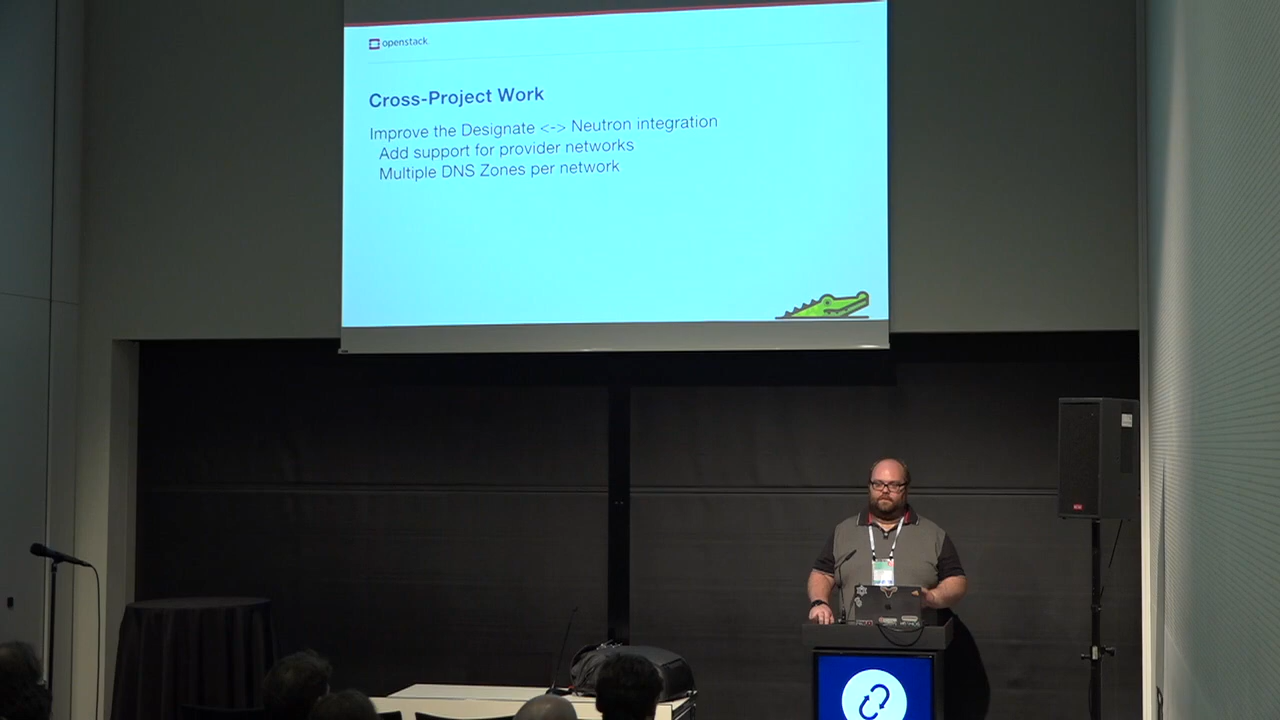 openstack
Cross-Project Work
Improve the Designate <-> Neutron integration
Add support for provider networks
Multiple DNS Zones per network